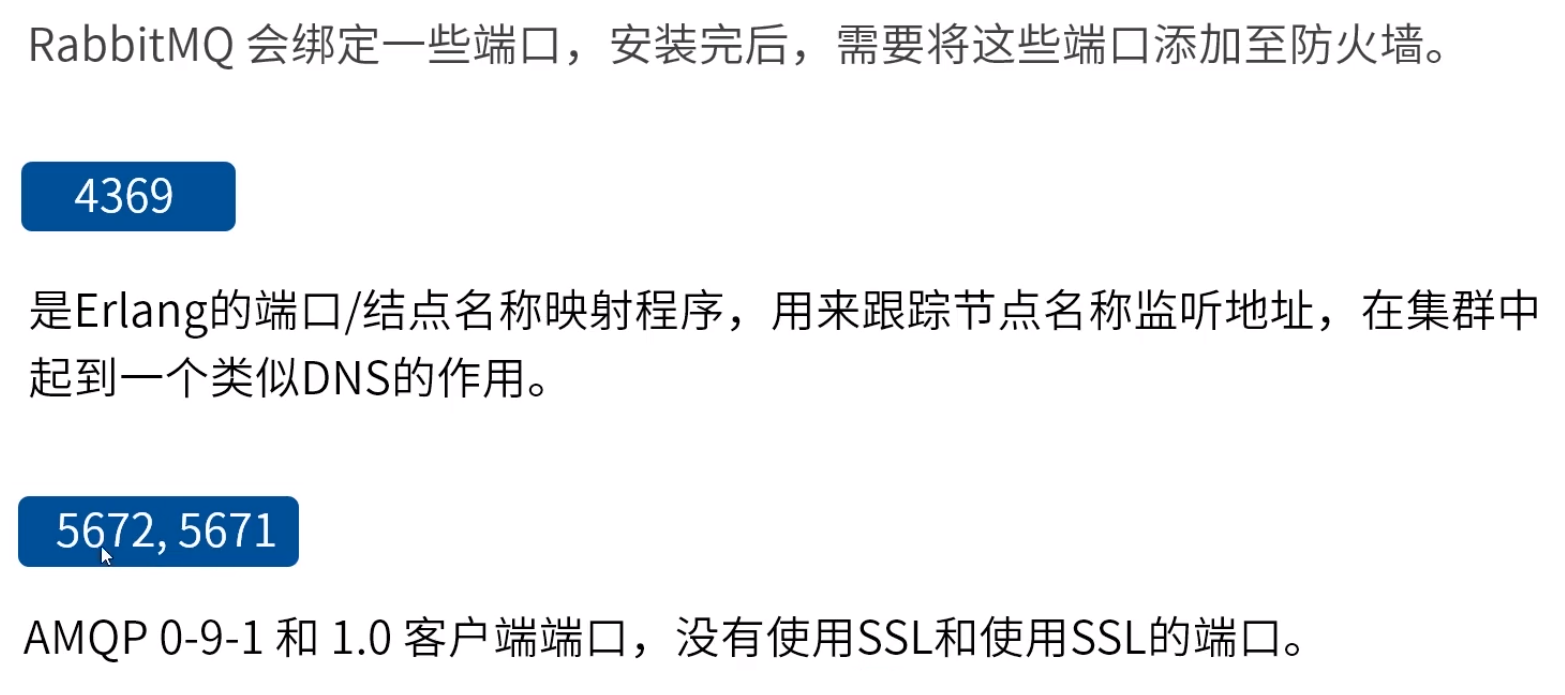 RabbitMQ 会绑定一些端口，安装完后，需要将这些端口添加至防火墙。
4369
是Erlang的端口/结点名称映射程序，用来跟踪节点名称监听地址，在集群中
起到一个类似DNS的作用。
5672, 5671
AMQP 0-9-1 和 1.0 客户端端口，没有使用SSL和使用SSL的端口。